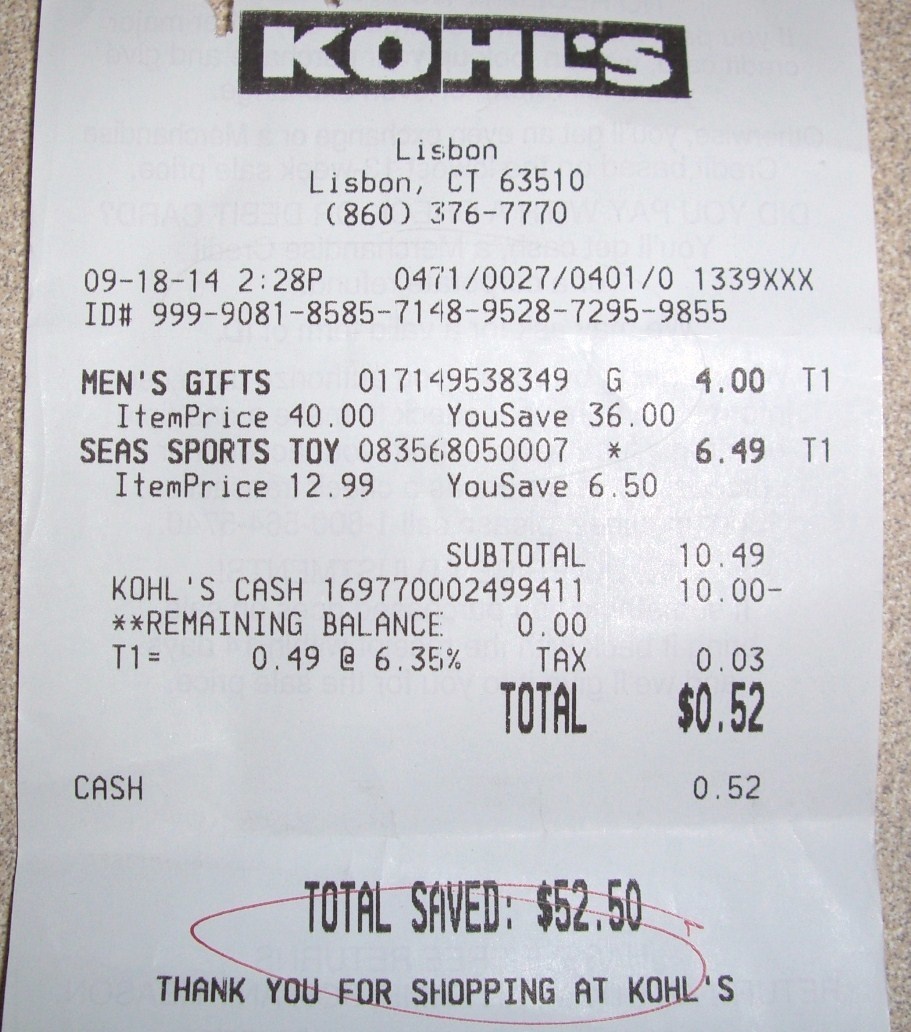 KOHL'S
Lisbon
Lisbon, CT 63510
(860) 376-7770
09-18-14 2:28P 0471/0027/0401/0 1339XXX
ID# 999-9081-8585-7148-9528-7295-9855
MEN'S GIFTS 017149538349 G 4.00 T1
ItemPrice 40.00 YouSave 36.00
SEAS SPORTS TOY 083568050007 * 6.49 T1
ItemPrice 12.99 YouSave 6.50
SUBTOTAL 10.49
KOHL'S CASH 169770002499411 10.00-
**REMAINING BALANCE 0.00
T1= 0.49 @ 6.35% TAX 0.03
TOTAL $0.52
CASH 0.52
TOTAL SAVED: $52.50
THANK YOU FOR SHOPPING AT KOHL'S